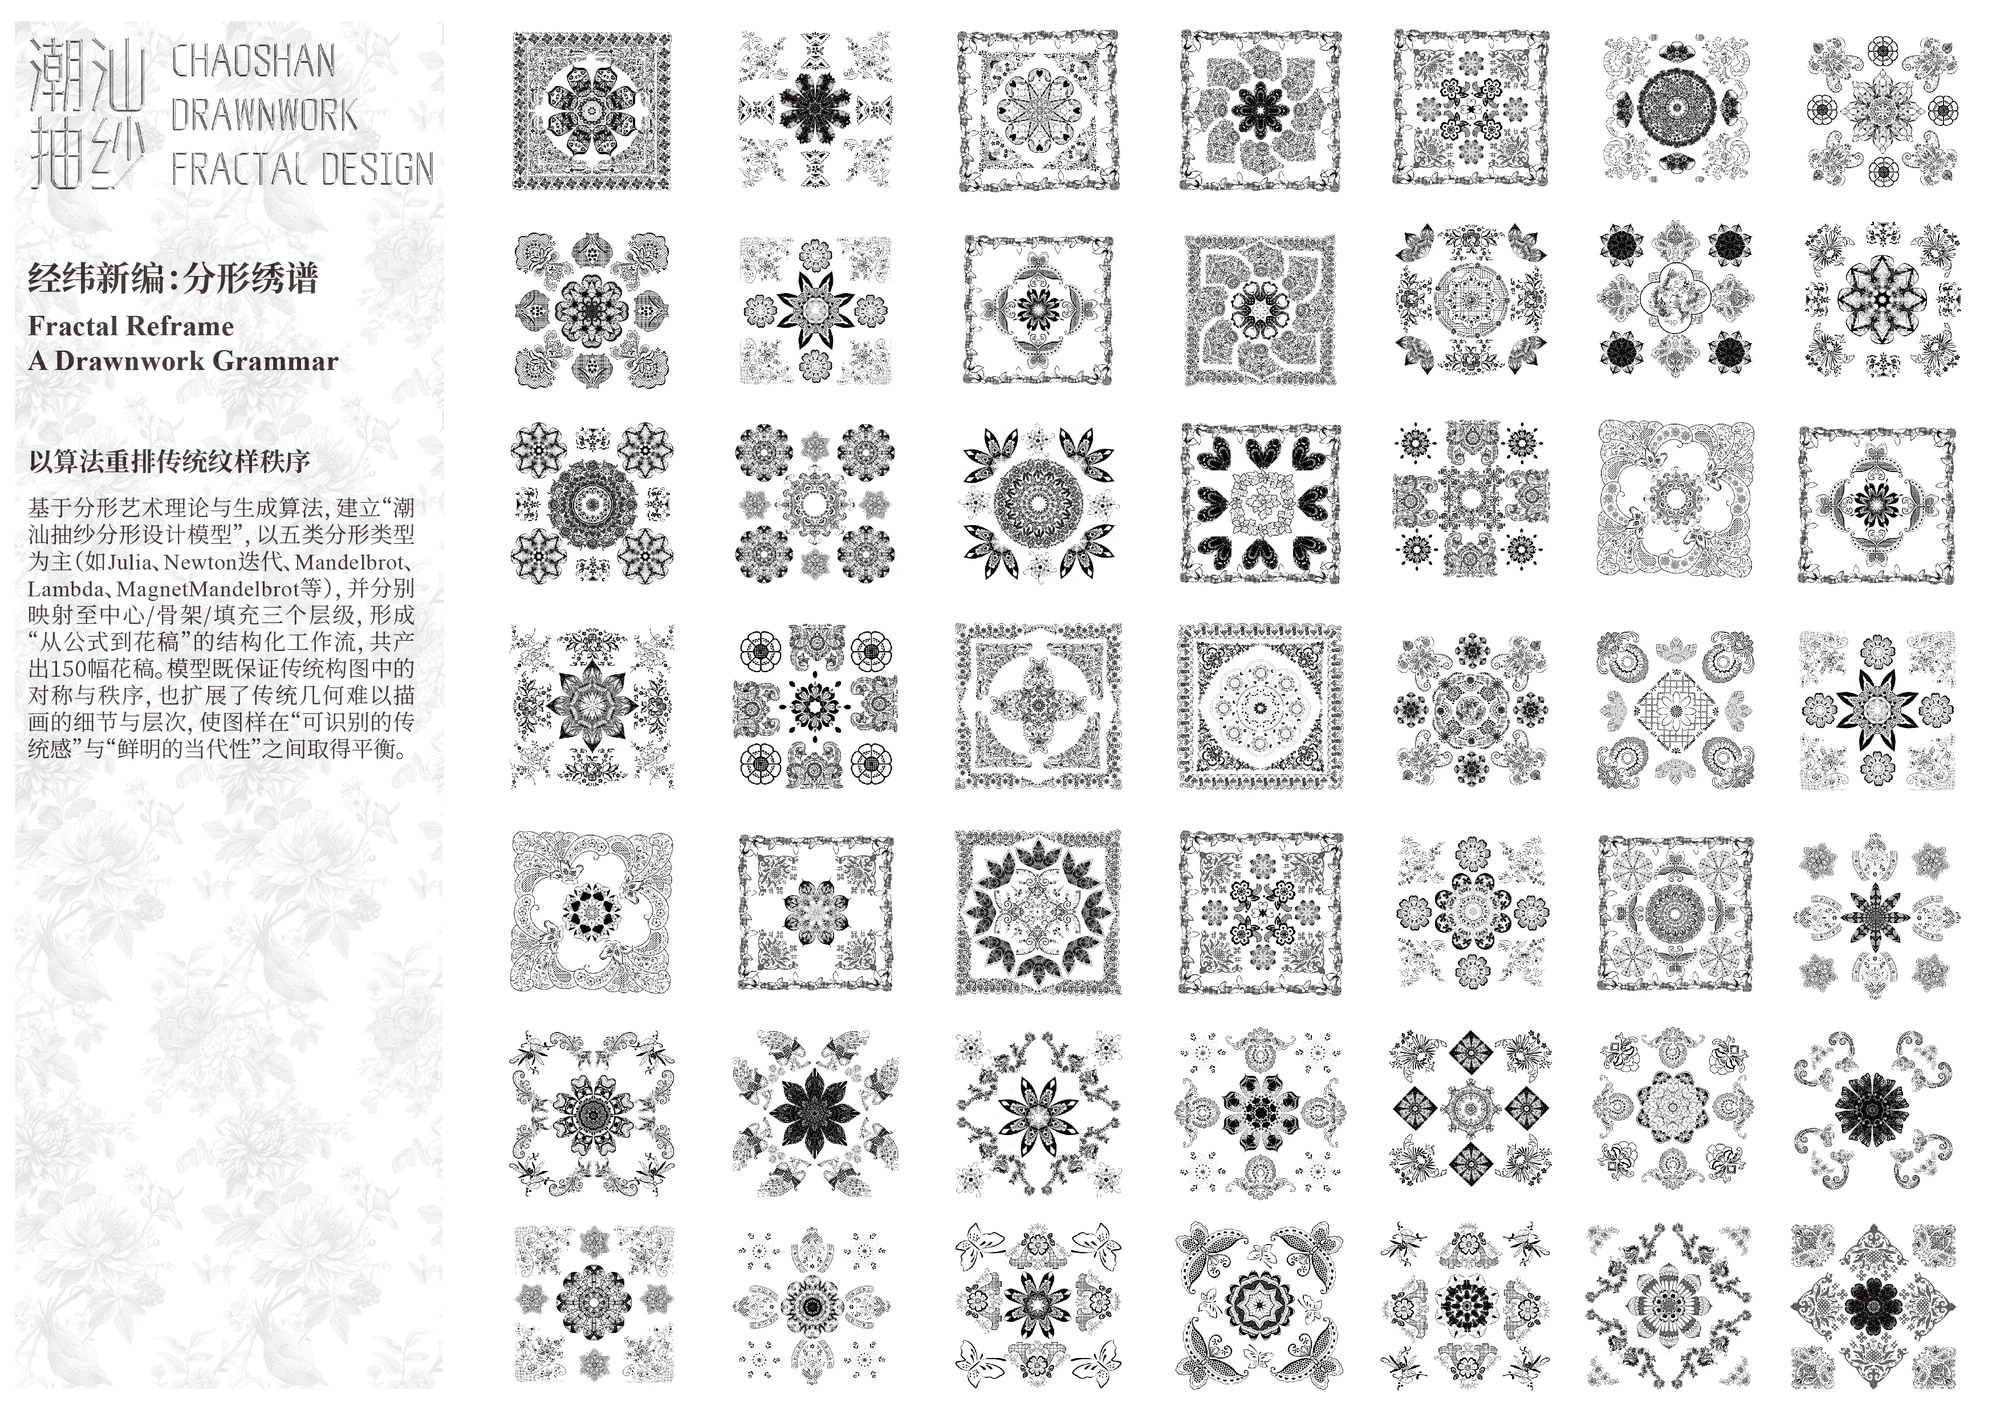 潮汕
抽纱
CHAOSHAN
DRAWNWORK
FRACTAL DESIGN
经纬新编：分形绣谱
Fractal Reframe
A Drawnwork Grammar
以算法重排传统纹样秩序
基于分形艺术理论与生成算法，建立“潮
汕抽纱分形设计模型”，以五类分形类型
为主（如Julia、Newton迭代、Mandelbrot、
Lambda、MagnetMandelbrot等），并分别
映射至中心/骨架/填充三个层级，形成
“从公式到花稿”的结构化工作流，共产
出150幅花稿。模型既保证传统构图中的
对称与秩序，也扩展了传统几何难以描
画的细节与层次，使图样在“可识别的传
统感”与“鲜明的当代性”之间取得平衡。